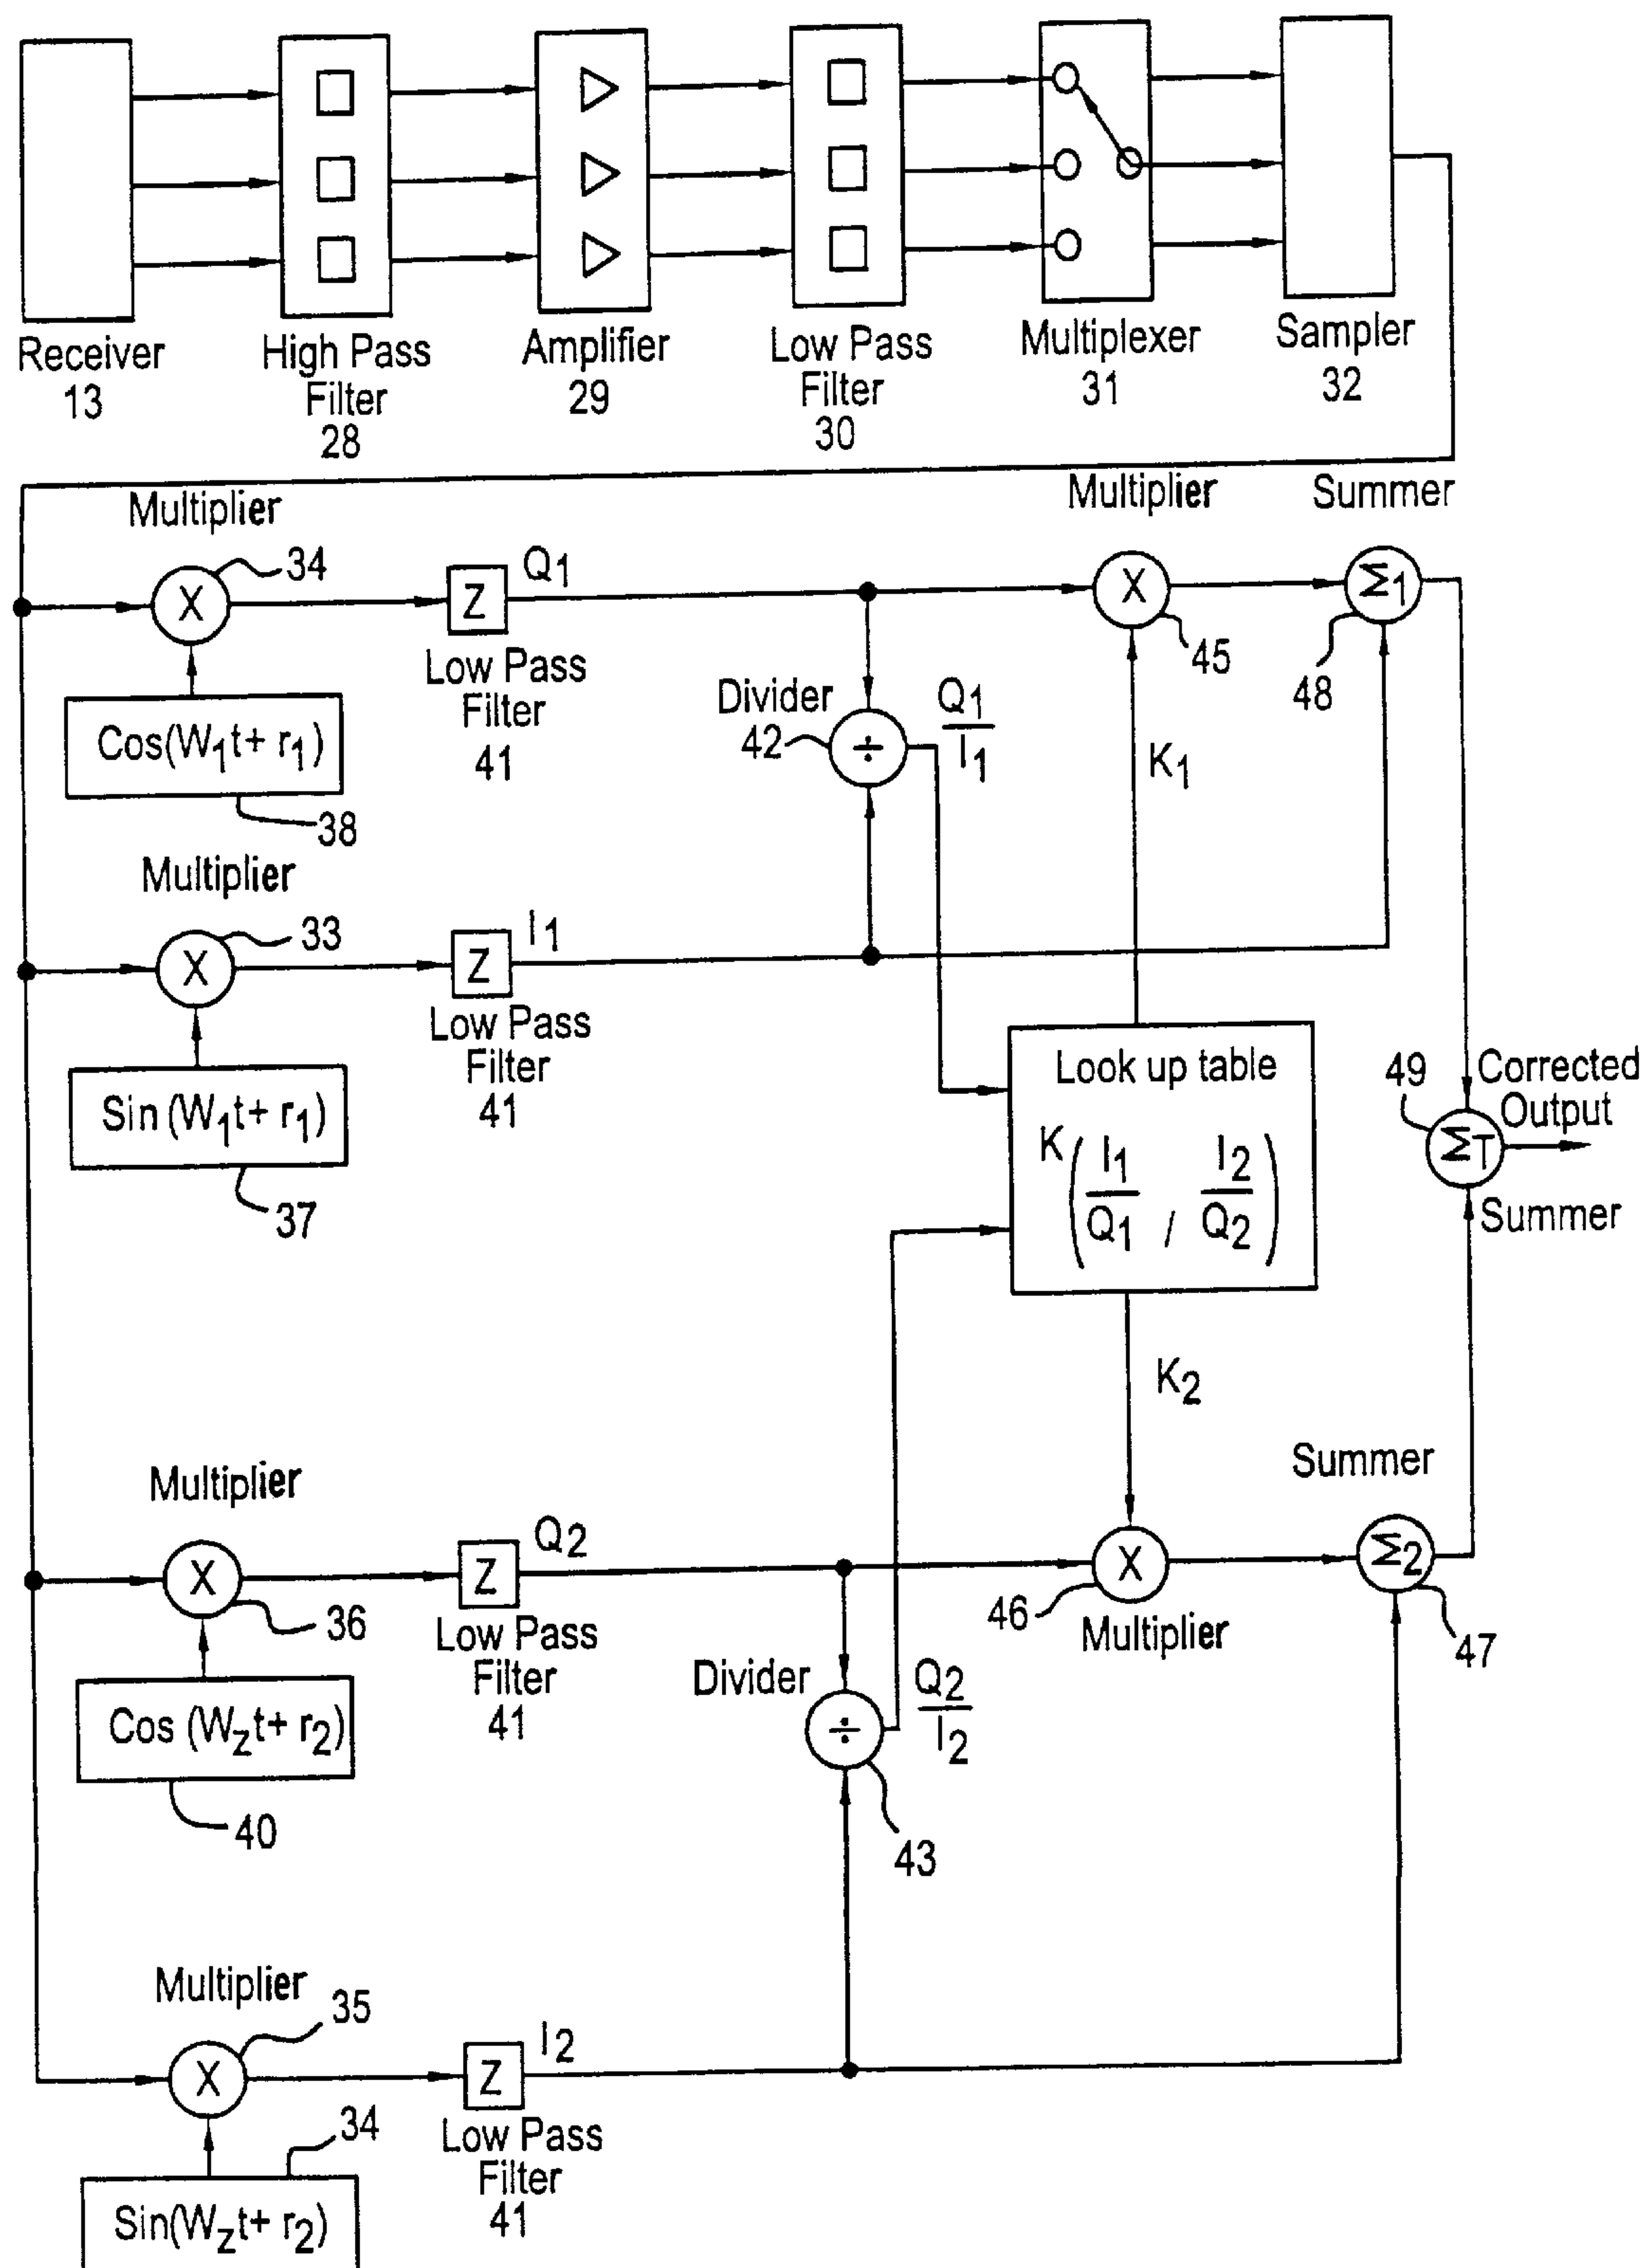 Receiver
13
High Pass
Filter
28
Amplifier
29
Low Pass
Filter
30
Multiplexer
31
Sampler
32
Multiplier
34
X
Cos(W1t+ r1)
38
Z
Q1
Low Pass
Filter
41
Divider
42
÷
Q1
I1
Multiplier
X
45
K1
Summer
Σ1
48
Multiplier
33
X
Sin (W1t+ r1)
37
Z
I1
Low Pass
Filter
41
Look up table
K ( I1 / Q1 , I2 / Q2 )
K2
49
ΣT
Corrected
Output
Summer
Multiplier
X
36
Cos (Wzt+ r2)
40
Z
Q2
Low Pass
Filter
41
Divider
÷
43
Q2
I2
X
46
Multiplier
Summer
Σ2
47
Multiplier
35
X
34
Sin(Wzt+ r2)
Z
I2
Low Pass
Filter
41